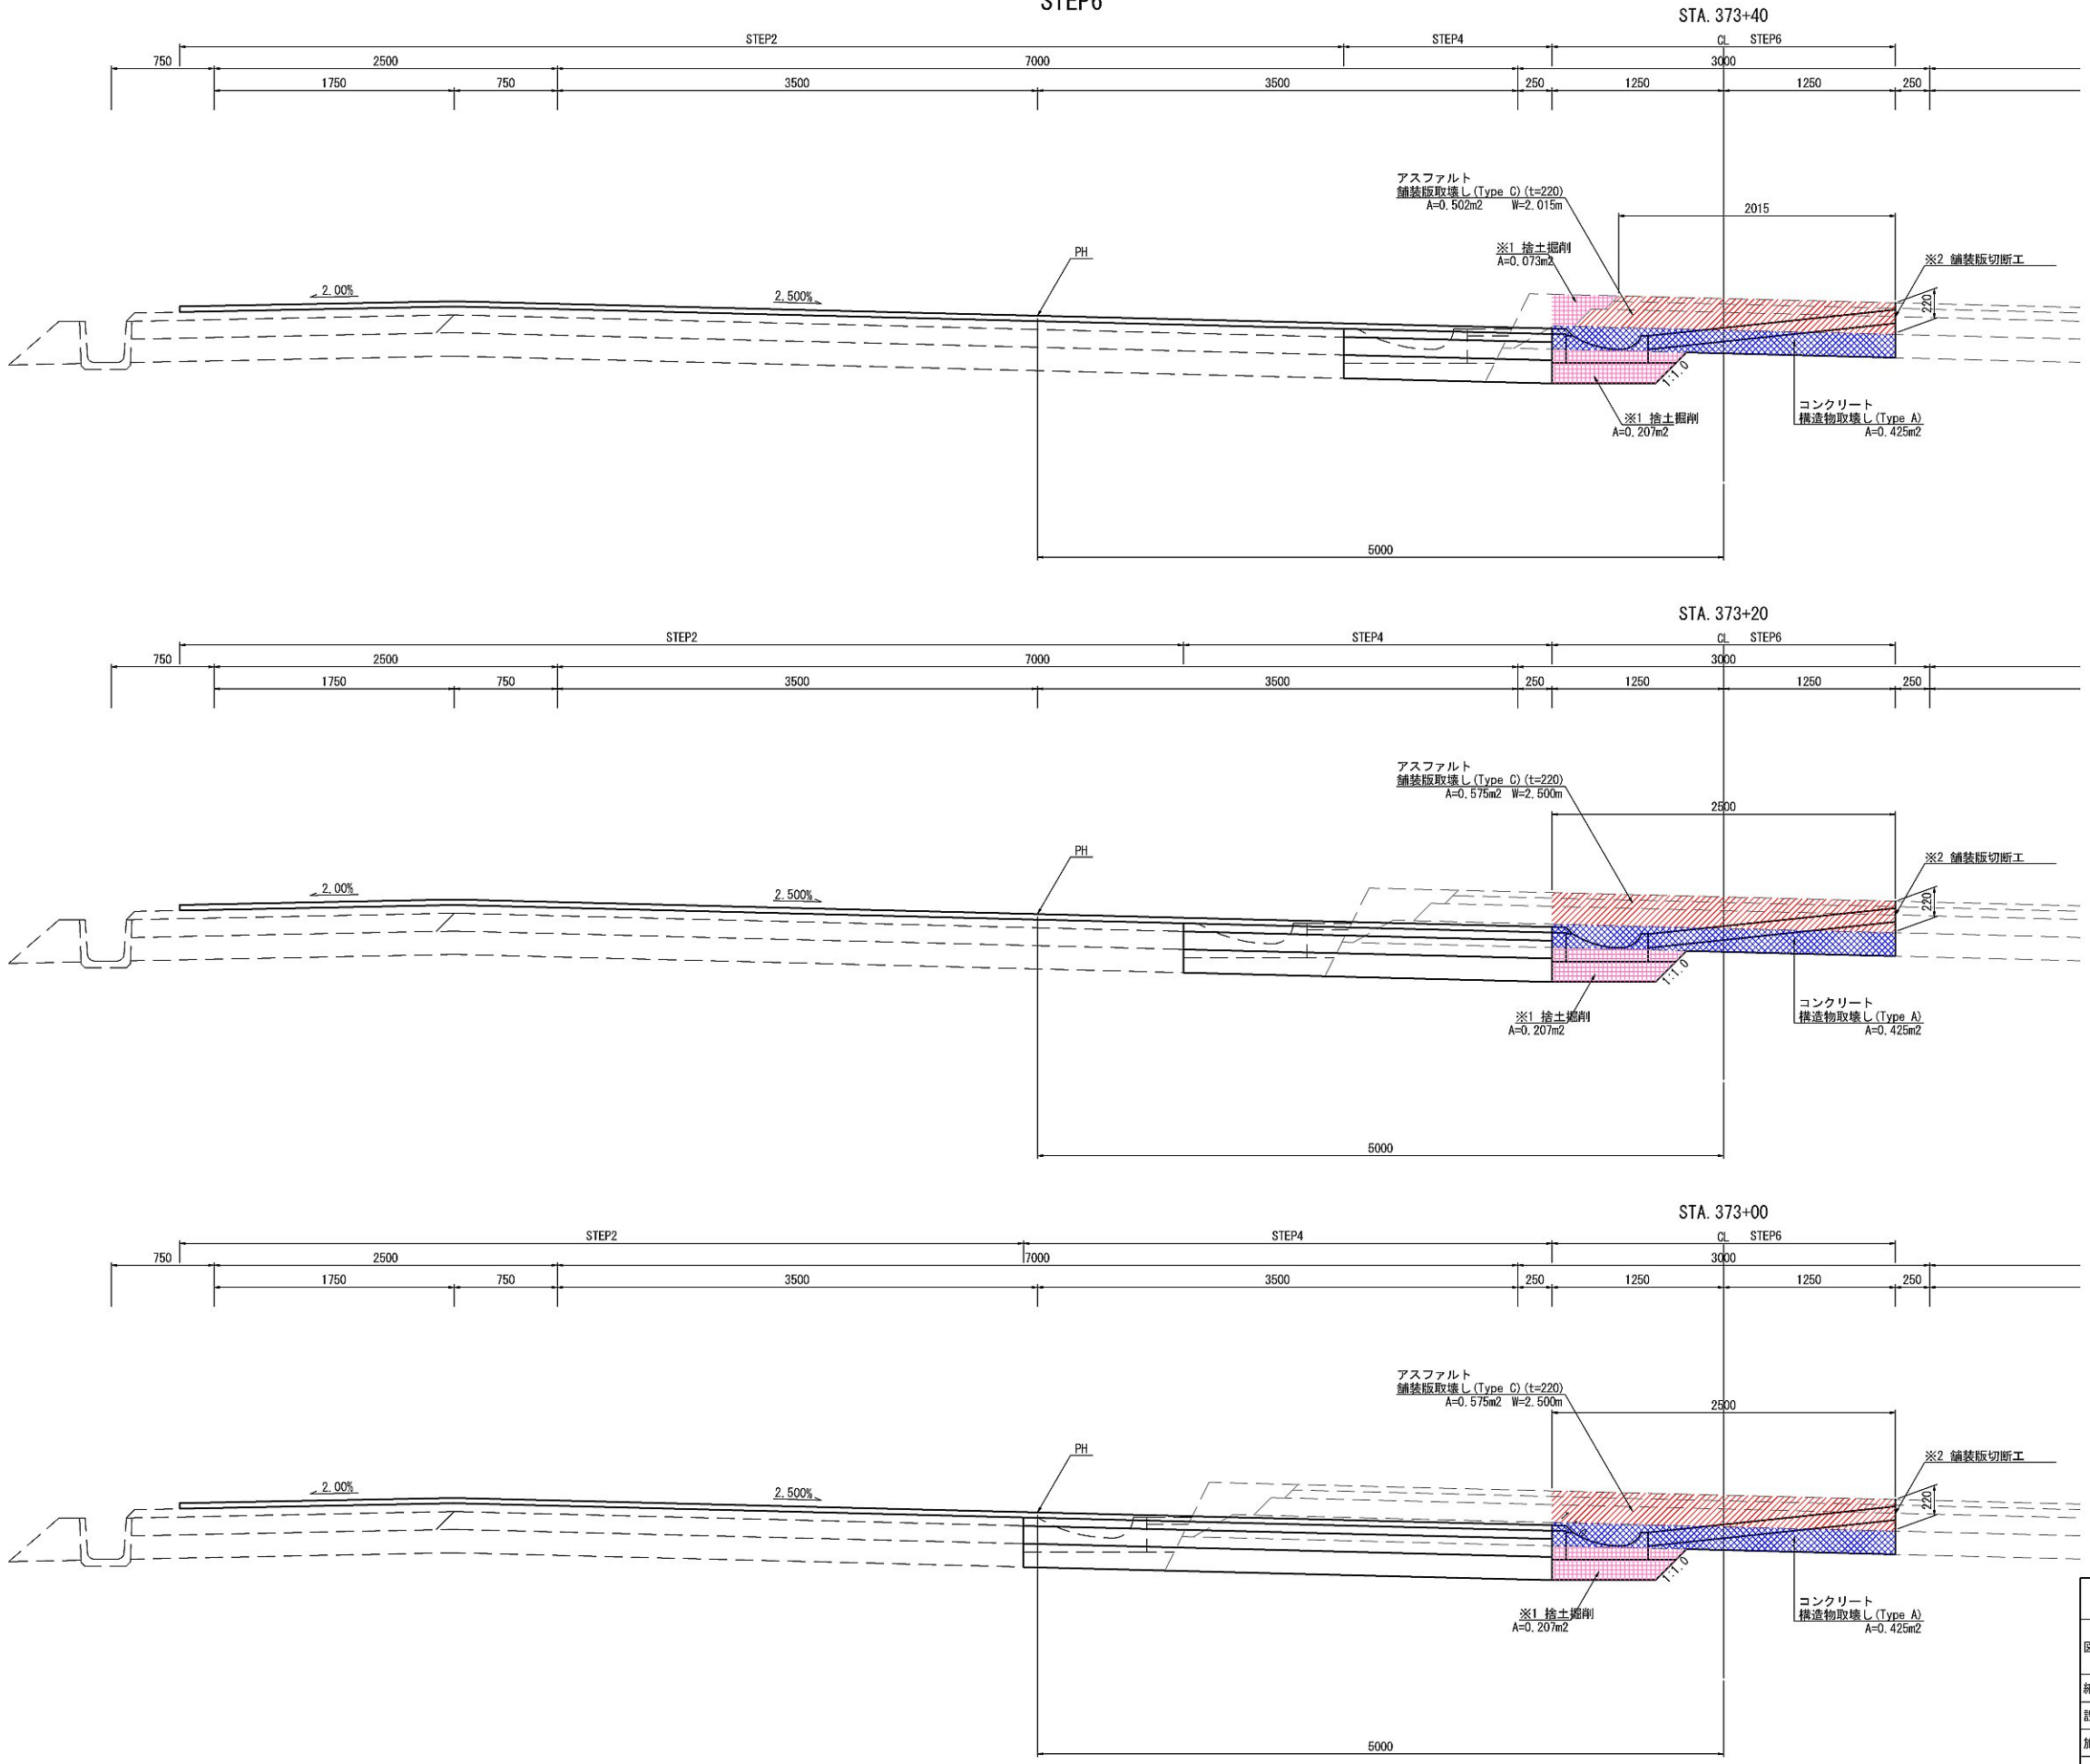 STEP6
STA. 373+40
STEP2
STEP4
CL STEP6
750
2500
7000
3000
1750
750
3500
3500
250
1250
1250
250
アスファルト
舗装版取壊し(Type C)(t=220)
A=0.502m2 W=2.015m
2015
※1 捨土掘削
A=0.073m2
PH
※2 舗装版切断工
2.00%
2.500%
220
1:1.0
コンクリート
構造物取壊し(Type A)
A=0.425m2
※1 捨土掘削
A=0.207m2
5000
STA. 373+20
STEP2
STEP4
CL STEP6
750
2500
7000
3000
1750
750
3500
3500
250
1250
1250
250
アスファルト
舗装版取壊し(Type C)(t=220)
A=0.575m2 W=2.500m
2500
PH
※2 舗装版切断工
2.00%
2.500%
220
1:1.0
コンクリート
構造物取壊し(Type A)
A=0.425m2
※1 捨土掘削
A=0.207m2
5000
STA. 373+00
STEP2
STEP4
CL STEP6
750
2500
7000
3000
1750
750
3500
3500
250
1250
1250
250
アスファルト
舗装版取壊し(Type C)(t=220)
A=0.575m2 W=2.500m
2500
PH
※2 舗装版切断工
2.00%
2.500%
220
1:1.0
コンクリート
構造物取壊し(Type A)
A=0.425m2
※1 捨土掘削
A=0.207m2
5000